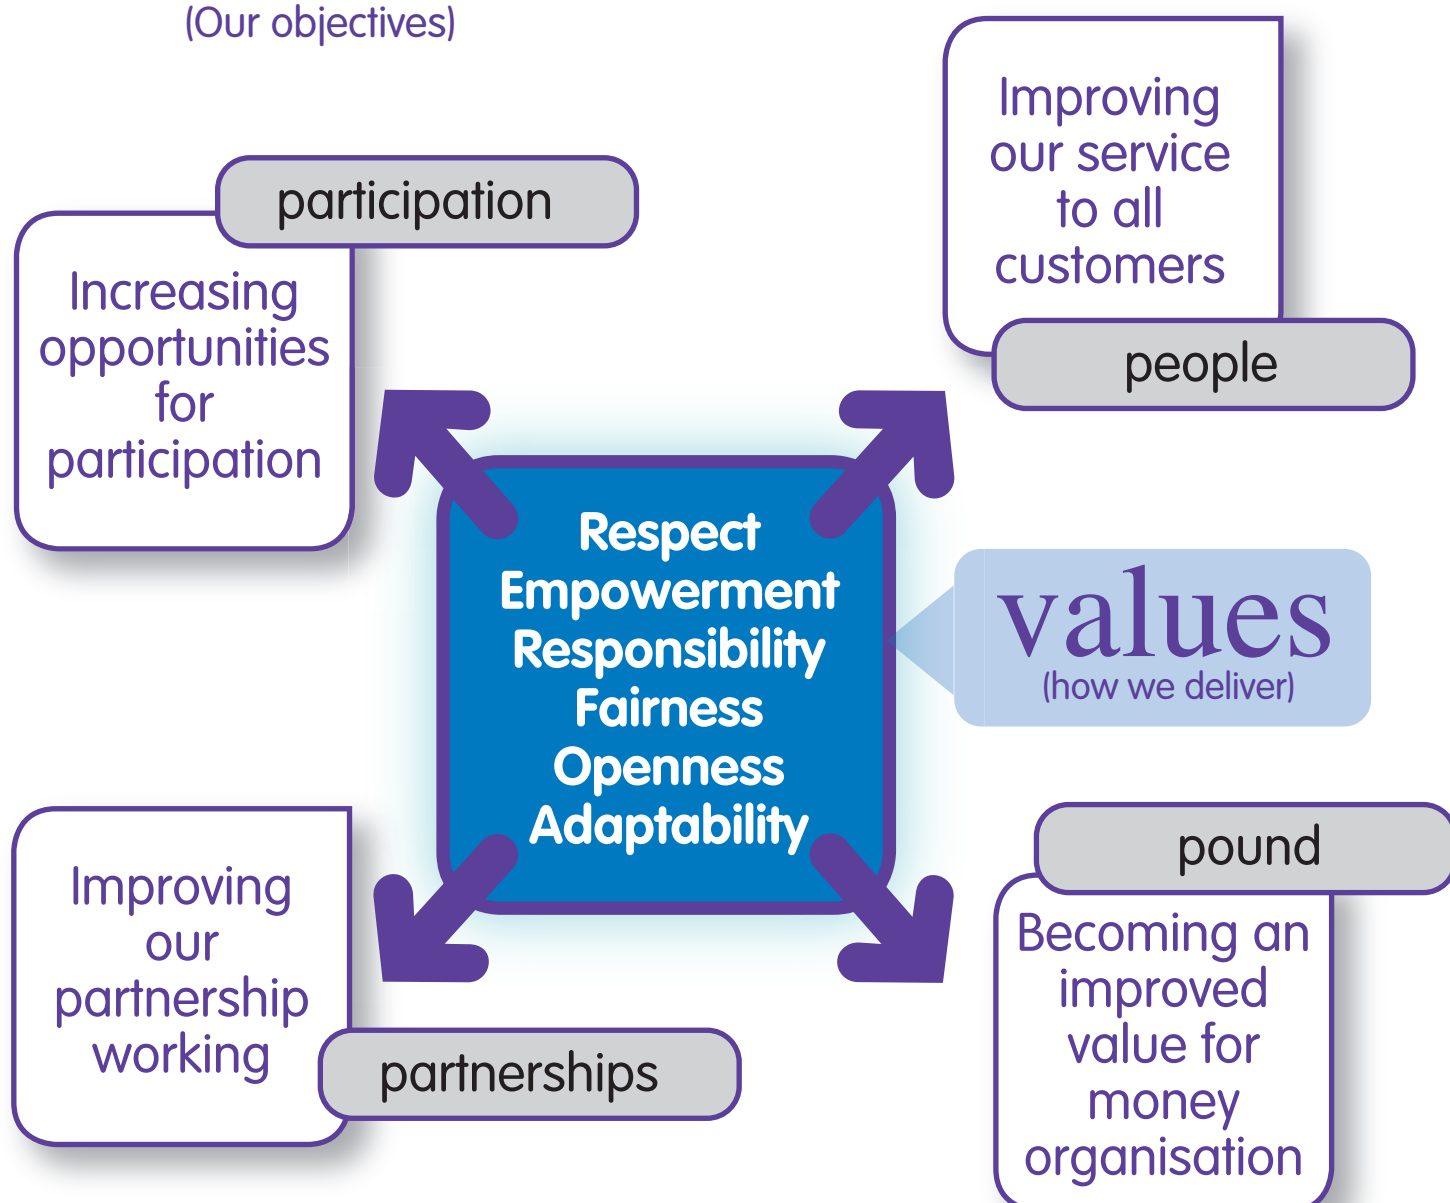 (Our objectives)
participation
Increasing
opportunities
for
participation
Improving
our service
to all
customers
people
Respect
Empowerment
Responsibility
Fairness
Openness
Adaptability
values
(how we deliver)
Improving
our
partnership
working
partnerships
pound
Becoming an
improved
value for
money
organisation